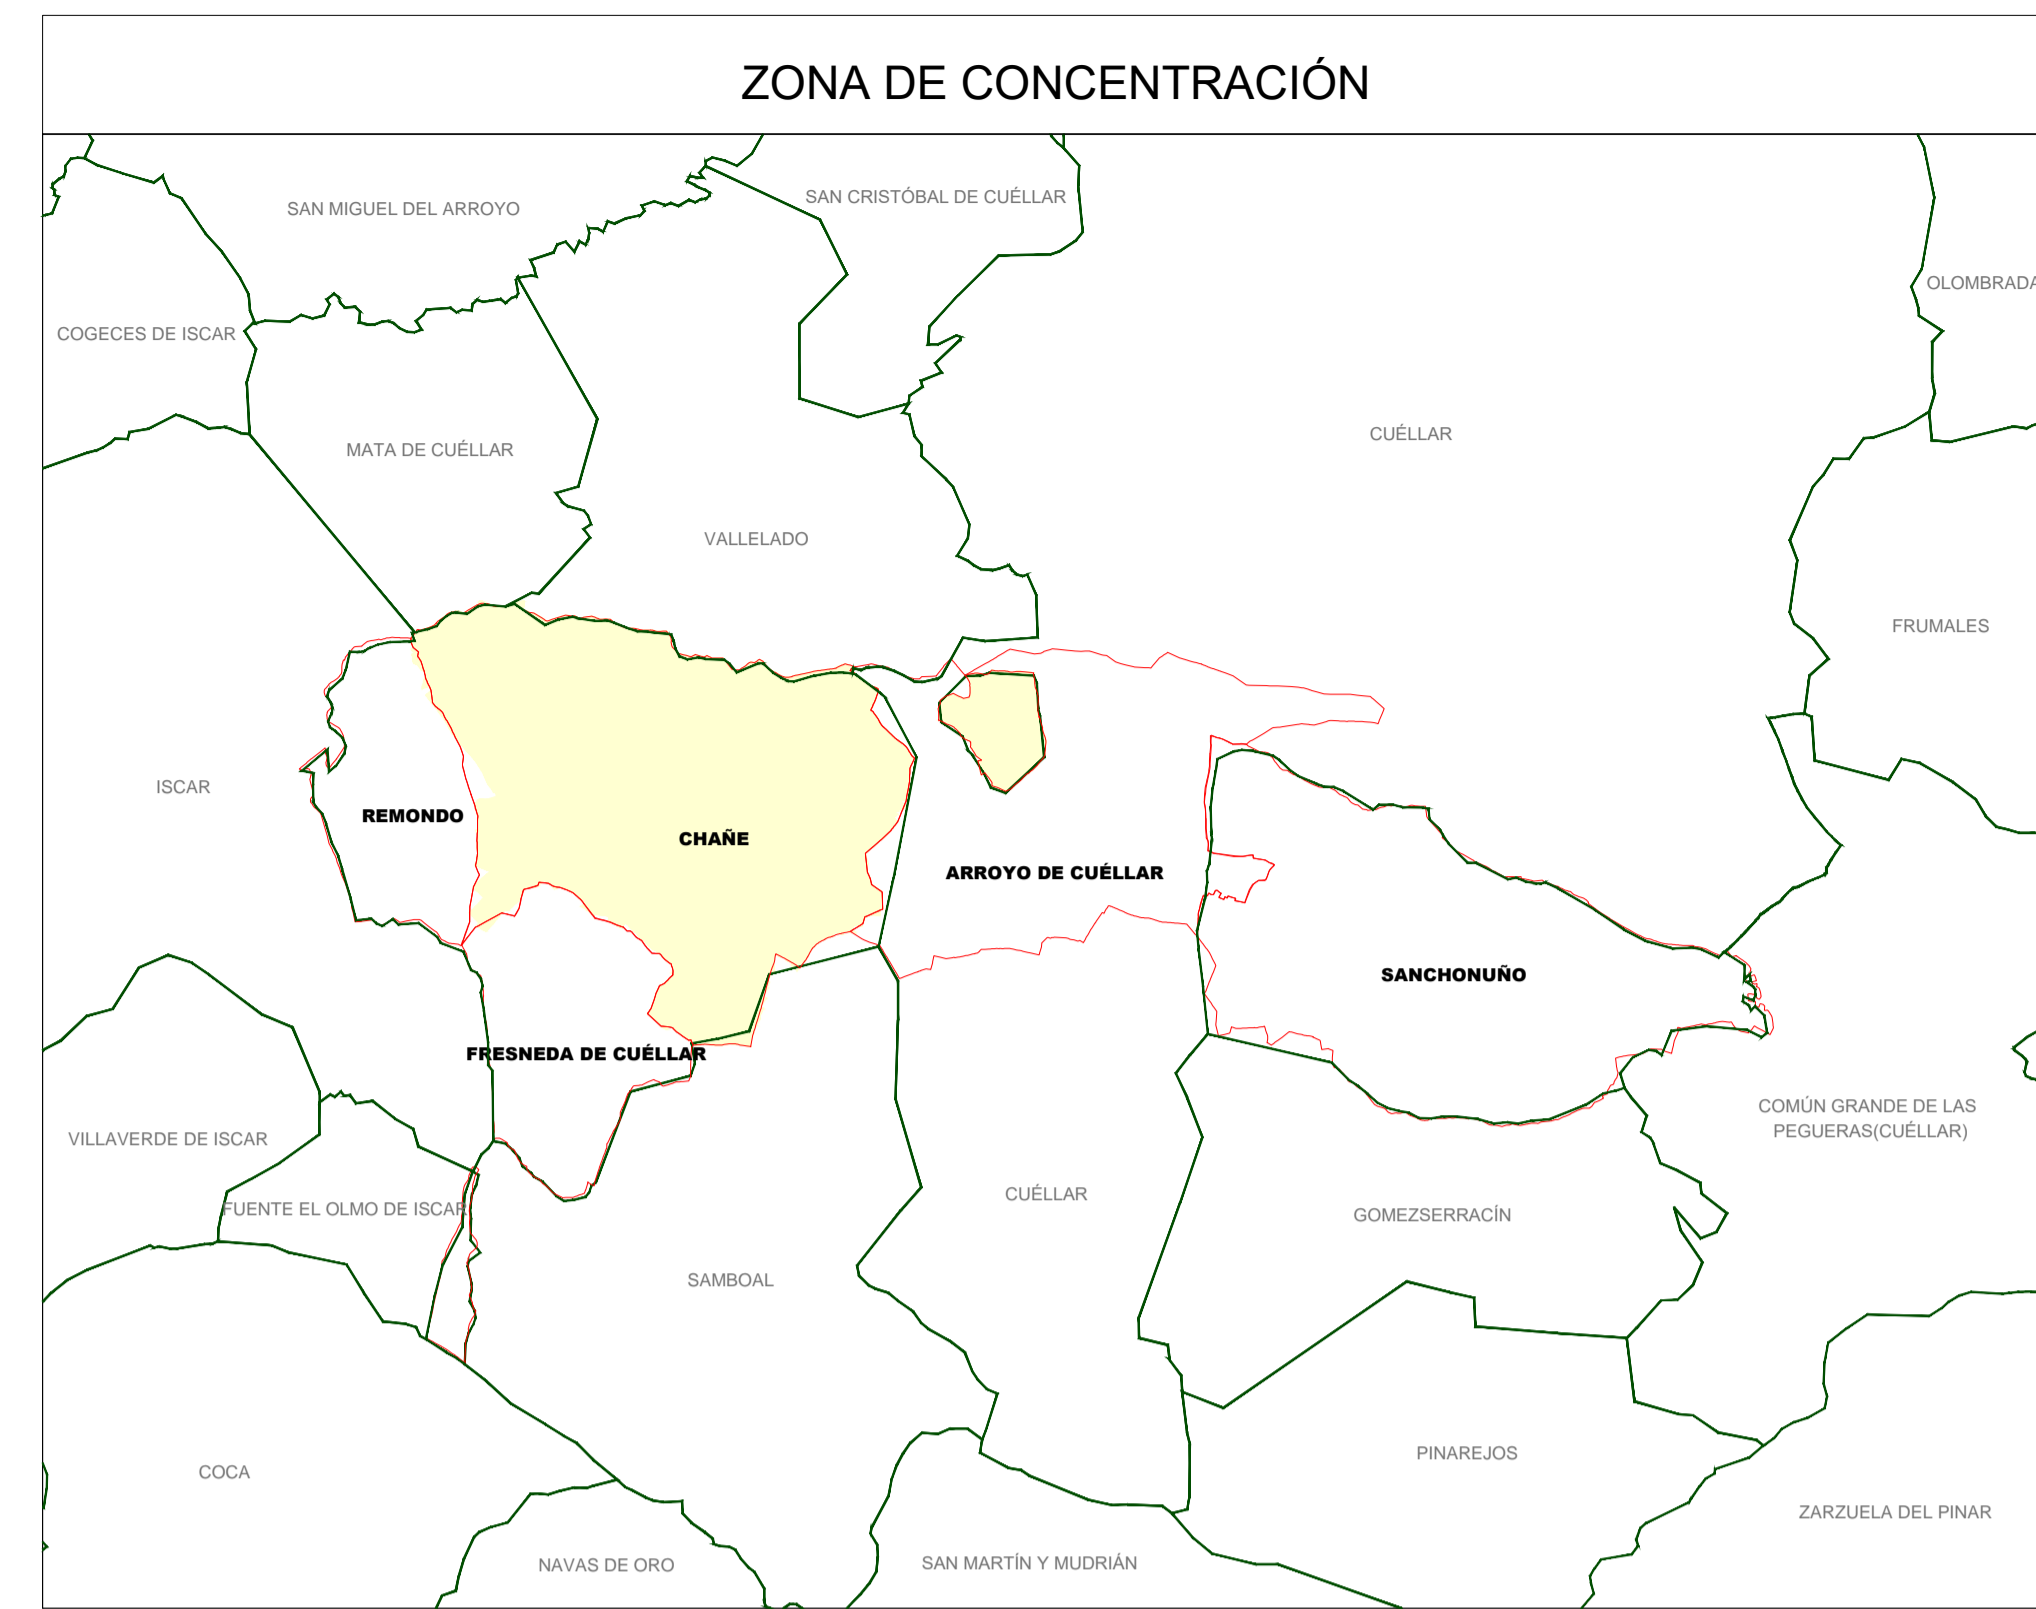 ZONA DE CONCENTRACIÓN
SAN MIGUEL DEL ARROYO
SAN CRISTÓBAL DE CUÉLLAR
OLOMBRADA
COGECES DE ISCAR
MATA DE CUÉLLAR
CUÉLLAR
VALLELADO
FRUMALES
ISCAR
REMONDO
CHAÑE
ARROYO DE CUÉLLAR
SANCHONUÑO
FRESNEDA DE CUÉLLAR
COMÚN GRANDE DE LAS
PEGUERAS(CUÉLLAR)
VILLAVERDE DE ISCAR
FUENTE EL OLMO DE ISCAR
CUÉLLAR
GOMEZSERRACÍN
SAMBOAL
COCA
PINAREJOS
ZARZUELA DEL PINAR
NAVAS DE ORO
SAN MARTÍN Y MUDRIÁN